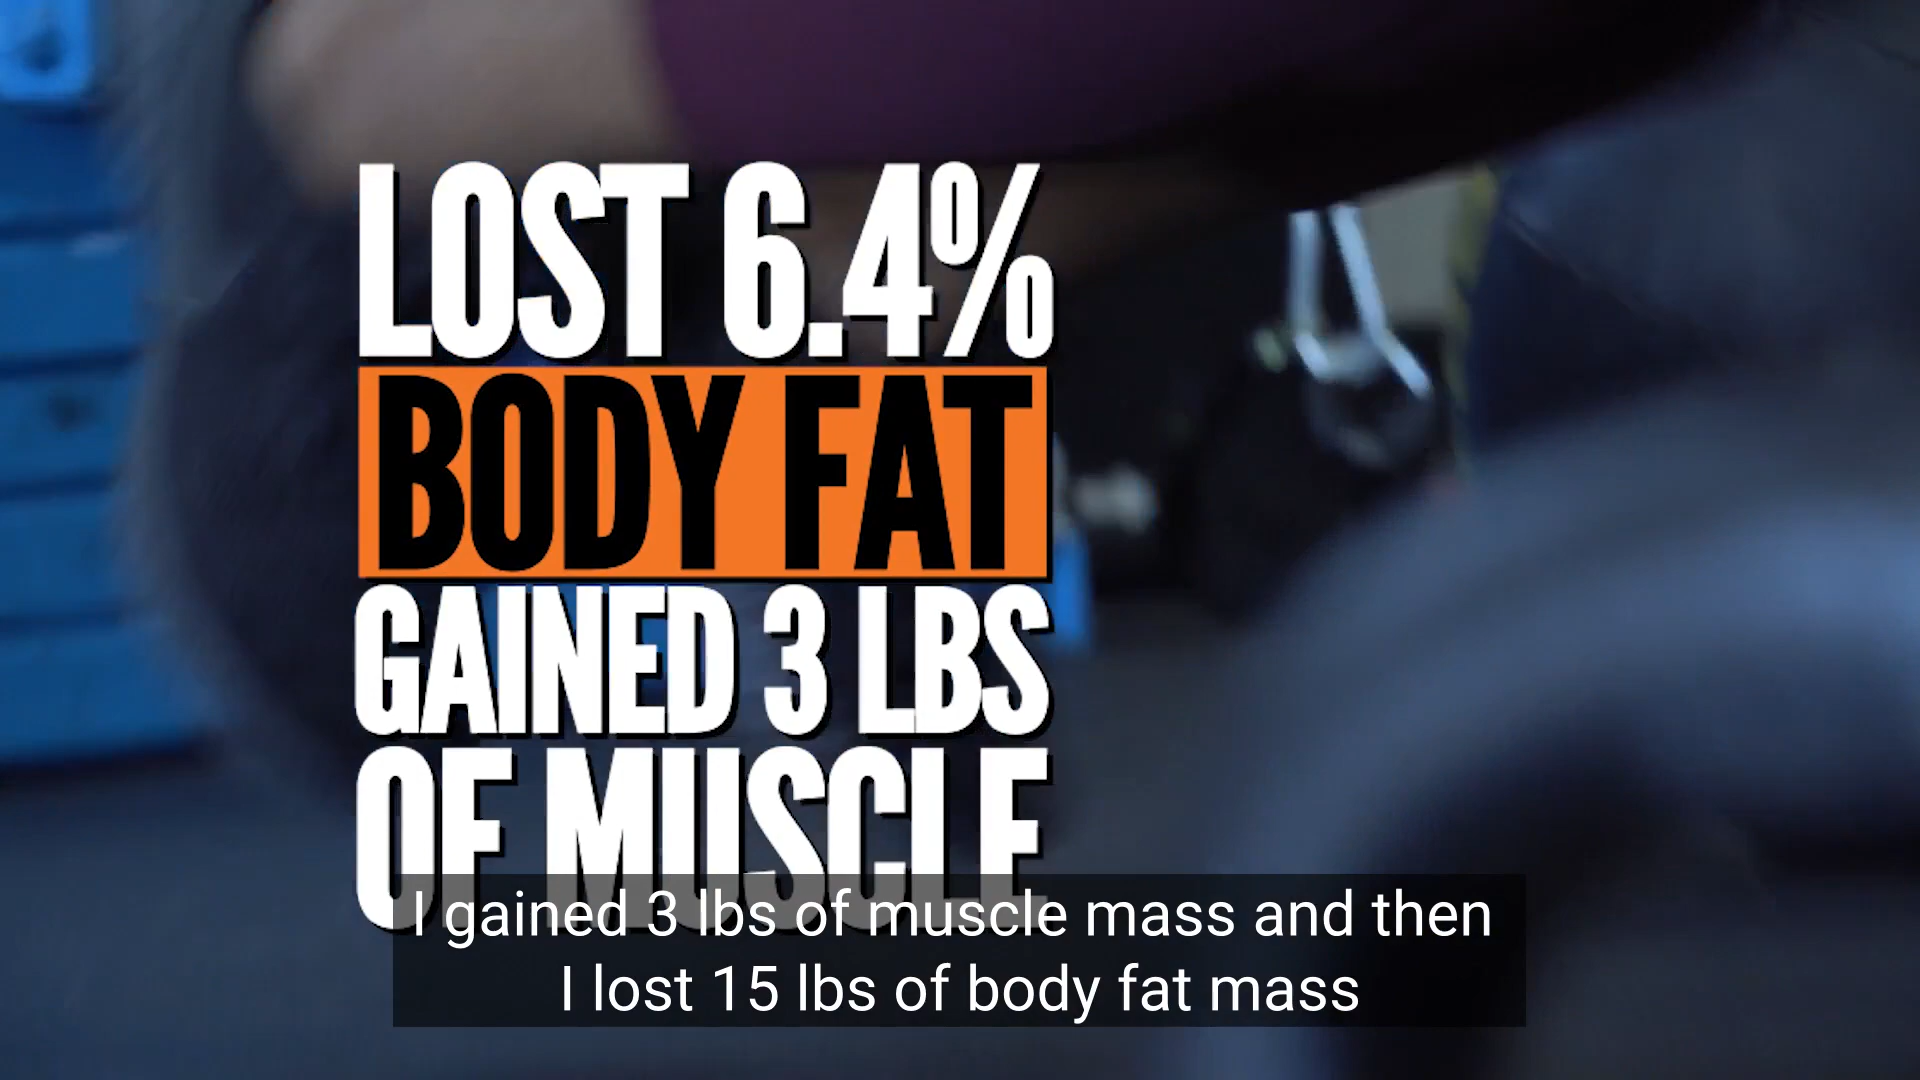 LOST 6.4%
BODY FAT
GAINED 3 LBS
OF MUSCLE
I gained 3 lbs of muscle mass and then
I lost 15 lbs of body fat mass